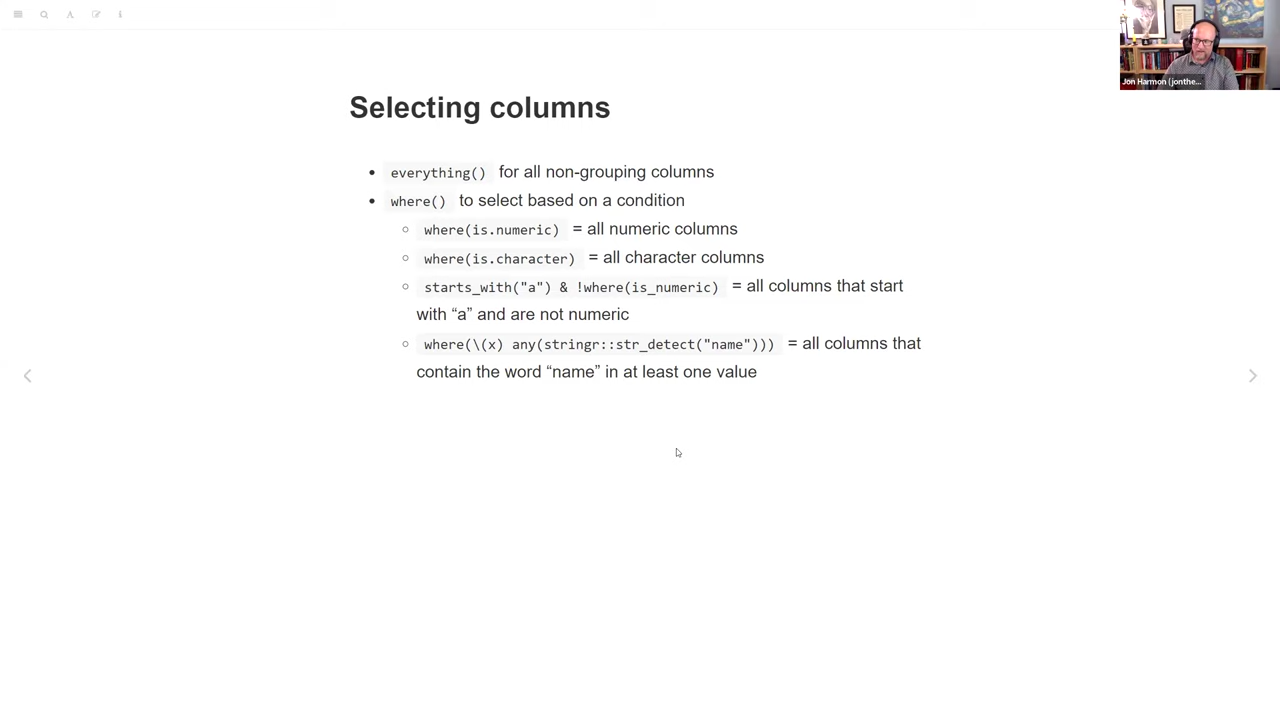 Jon Harmon (jonthe...
Selecting columns
• everything() for all non-grouping columns
• where() to select based on a condition
○ where(is.numeric) = all numeric columns
○ where(is.character) = all character columns
○ starts_with("a") & !where(is_numeric) = all columns that start
with “a” and are not numeric
○ where(\(x) any(stringr::str_detect("name"))) = all columns that
contain the word “name” in at least one value